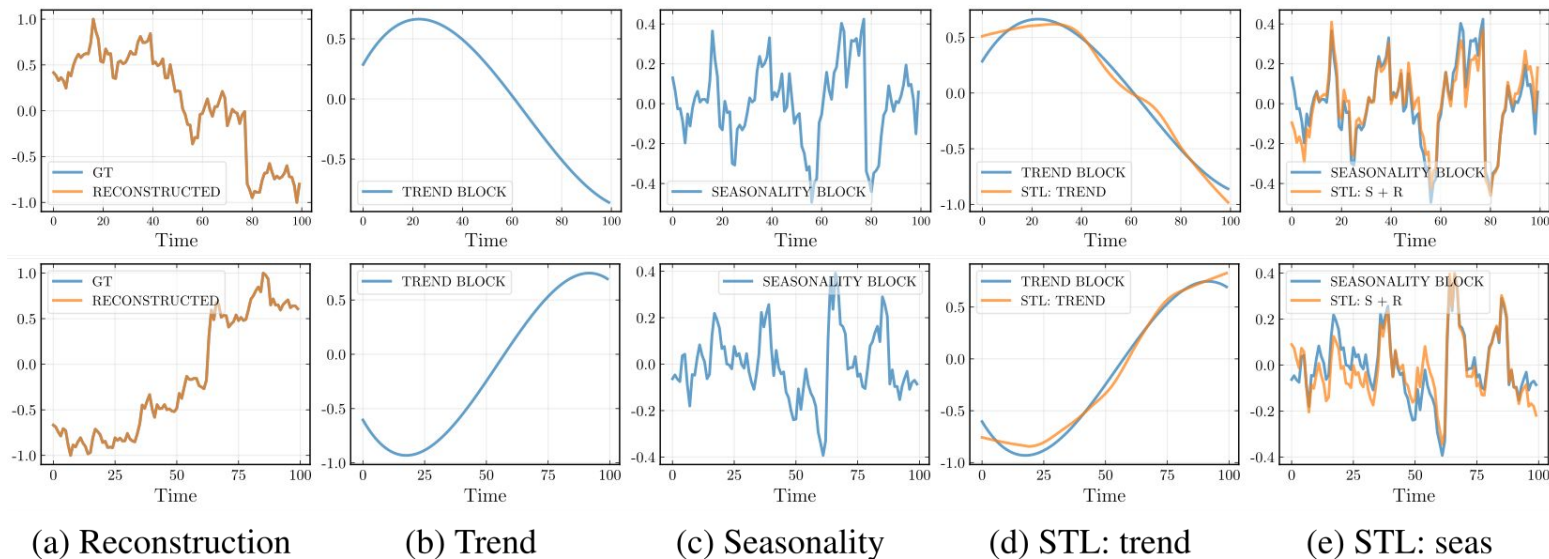 1.0
0.5
0.0
-0.5
-1.0
GT
RECONSTRUCTED
0 20 40 60 80 100
Time
0.5
0.0
-0.5
TREND BLOCK
0 20 40 60 80 100
Time
0.4
0.2
0.0
-0.2
-0.4
SEASONALITY BLOCK
0 20 40 60 80 100
Time
0.5
0.0
-0.5
-1.0
TREND BLOCK
STL: TREND
0 20 40 60 80 100
Time
0.4
0.2
0.0
-0.2
-0.4
SEASONALITY BLOCK
STL: S + R
0 20 40 60 80 100
Time
1.0
0.5
0.0
-0.5
-1.0
GT
RECONSTRUCTED
0 25 50 75 100
Time
0.5
0.0
-0.5
-1.0
TREND BLOCK
0 25 50 75 100
Time
0.4
0.2
0.0
-0.2
-0.4
SEASONALITY BLOCK
0 25 50 75 100
Time
0.5
0.0
-0.5
-1.0
TREND BLOCK
STL: TREND
0 25 50 75 100
Time
0.4
0.2
0.0
-0.2
-0.4
SEASONALITY BLOCK
STL: S + R
0 25 50 75 100
Time
(a) Reconstruction
(b) Trend
(c) Seasonality
(d) STL: trend
(e) STL: seas